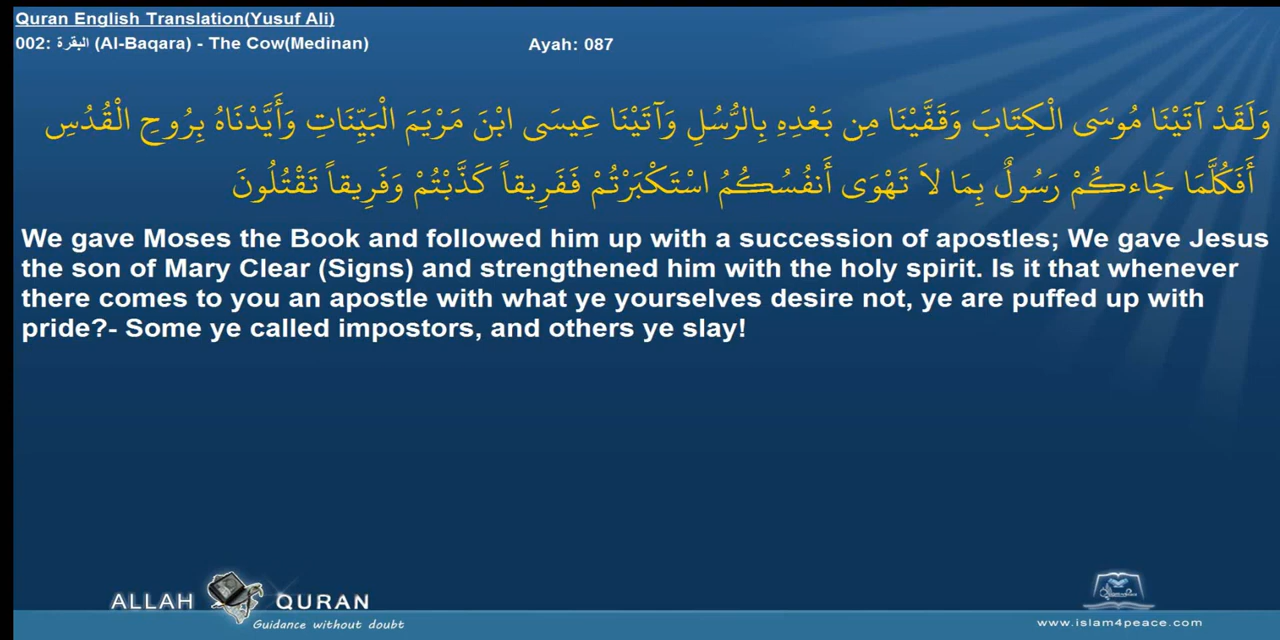 Quran English Translation(Yusuf Ali)
002: البقرة (Al-Baqara) - The Cow(Medinan)
Ayah: 087
وَلَقَدْ آتَيْنَا مُوسَى الْكِتَابَ وَقَفَّيْنَا مِن بَعْدِهِ بِالرُّسُلِ وَآتَيْنَا عِيسَى ابْنَ مَرْيَمَ الْبَيِّنَاتِ وَأَيَّدْنَاهُ بِرُوحِ الْقُدُسِ
أَفَكُلَّمَا جَاءكُمْ رَسُولٌ بِمَا لاَ تَهْوَى أَنفُسُكُمُ اسْتَكْبَرْتُمْ فَفَرِيقاً كَذَّبْتُمْ وَفَرِيقاً تَقْتُلُونَ
We gave Moses the Book and followed him up with a succession of apostles; We gave Jesus
the son of Mary Clear (Signs) and strengthened him with the holy spirit. Is it that whenever
there comes to you an apostle with what ye yourselves desire not, ye are puffed up with
pride?- Some ye called impostors, and others ye slay!
ALLAH QURAN
Guidance without doubt
www.islam4peace.com